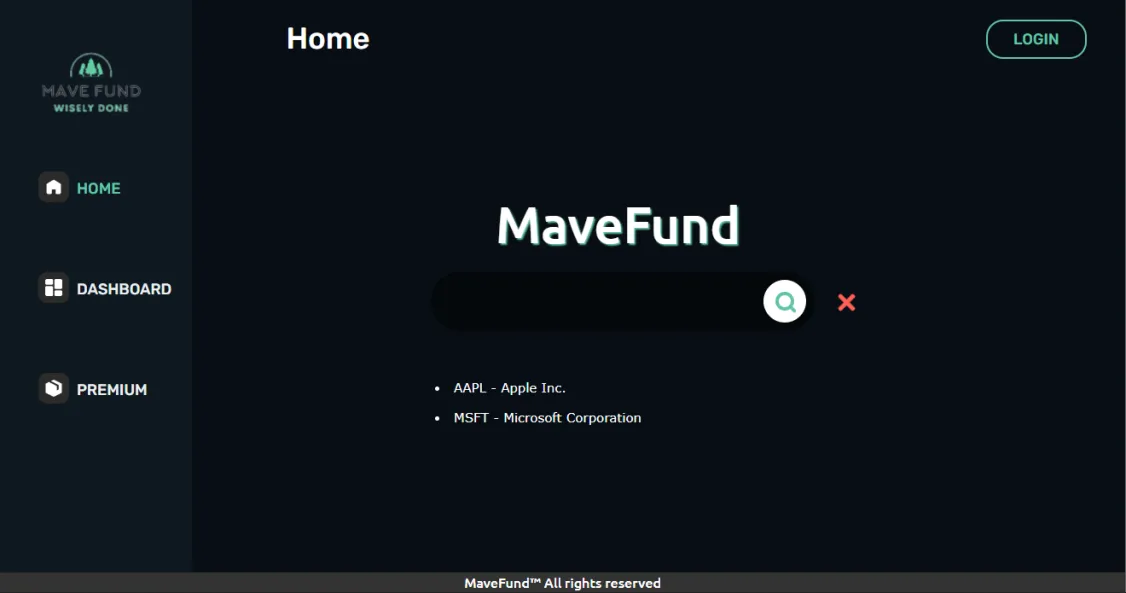 MAVE FUND
WISELY DONE
HOME
DASHBOARD
PREMIUM
Home
LOGIN
MaveFund
AAPL - Apple Inc.
MSFT - Microsoft Corporation
MaveFund™ All rights reserved